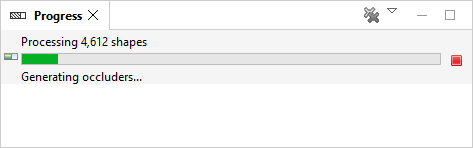 Progress
Processing 4,612 shapes
Generating occluders...